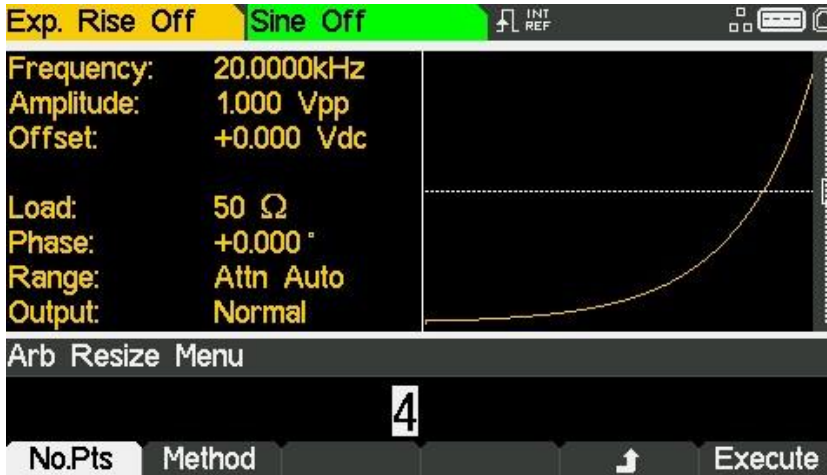 Exp. Rise Off Sine Off INT REF
Frequency: 20.0000kHz
Amplitude: 1.000 Vpp
Offset: +0.000 Vdc
Load: 50 Ω
Phase: +0.000 °
Range: Attn Auto
Output: Normal
Arb Resize Menu
4
No.Pts Method Execute